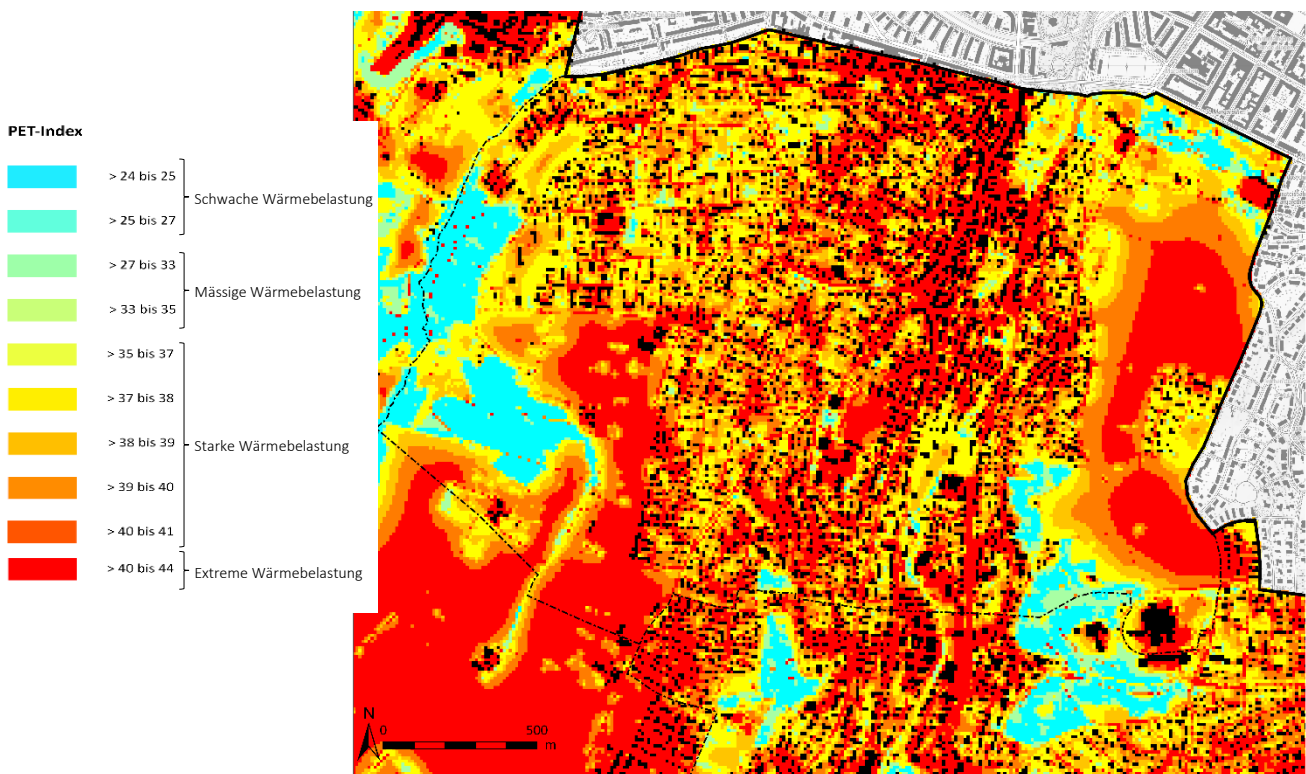 PET-Index
> 24 bis 25
Schwache Wärmebelastung
> 25 bis 27
> 27 bis 33
Mässige Wärmebelastung
> 33 bis 35
> 35 bis 37
> 37 bis 38
> 38 bis 39
Starke Wärmebelastung
> 39 bis 40
> 40 bis 41
> 40 bis 44
Extreme Wärmebelastung
N
0 500
m